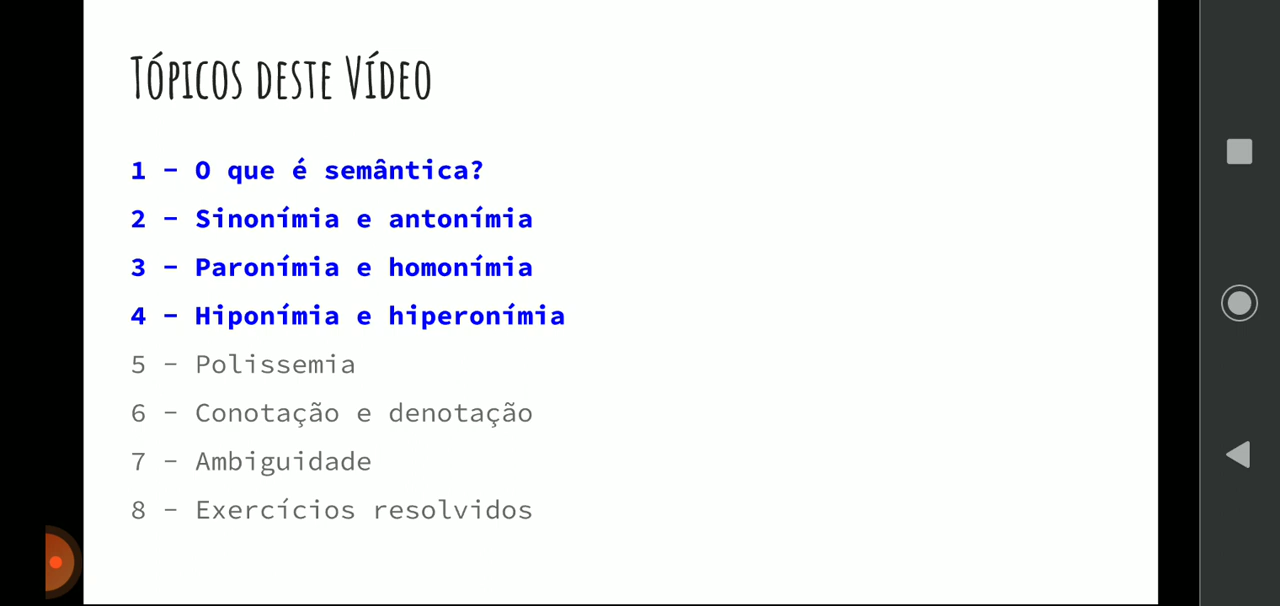 Tópicos deste Vídeo
1 - O que é semântica?
2 - Sinonímia e antonímia
3 - Paronímia e homonímia
4 - Hiponímia e hiperonímia
5 - Polissemia
6 - Conotação e denotação
7 - Ambiguidade
8 - Exercícios resolvidos